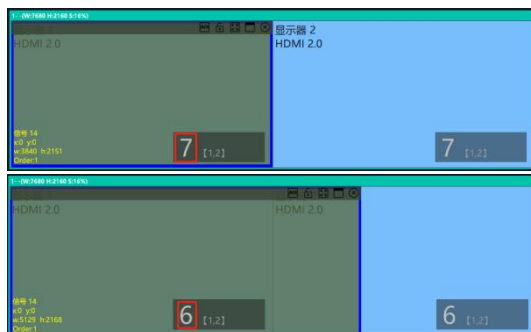 1- -(W:7680 H:2160 S:16%)
HDMI 2.0
显示器 2
HDMI 2.0
信号 14
x:0 y:0
w:3840 h:2151
Order:1
7 【1,2】
7 【1,2】
1- -(W:7680 H:2160 S:16%)
HDMI 2.0
HDMI 2.0
信号 14
x:0 y:0
w:5129 h:2168
Order:1
6 【1,2】
6 【1,2】